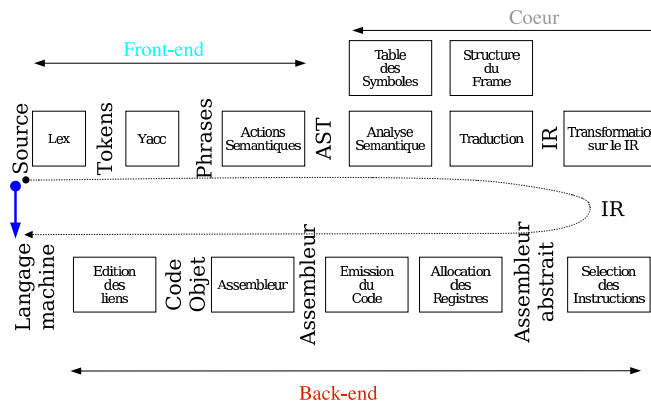 Coeur
Front-end
Table
des
Symboles
Structure
du
Frame
Source
Lex
Tokens
Yacc
Phrases
Actions
Semantiques
AST
Analyse
Semantique
Traduction
IR
Transformation
sur le IR
IR
Langage
machine
Edition
des
liens
Code
Objet
Assembleur
Assembleur
Emission
du
Code
Allocation
des
Registres
Assembleur
abstrait
Selection
des
Instructions
Back-end